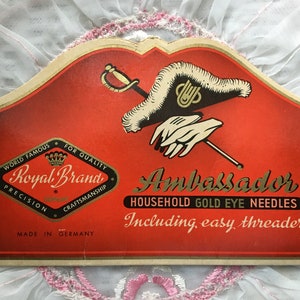 WORLD FAMOUS • FOR QUALITY
Royal Brand
PRECISION • CRAFTSMANSHIP
MADE IN GERMANY
Ambassador
HOUSEHOLD GOLD EYE NEEDLES
Including easy threader